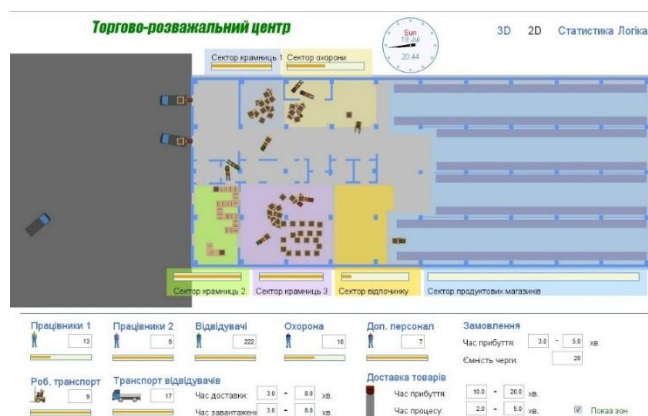 Торгово-розважальний центр
Sun
19 Jul
20:44
3D 2D Статистика Логіка
Сектор крамниць 1 Сектор охорони
Сектор крамниць 2 Сектор крамниць 3 Сектор відпочинку Сектор продуктових магазинів
Працівники 1 Працівники 2 Відвідувачі Охорона Доп. персонал Замовлення
13 9 222 10 7 Час прибуття: 3.0 - 5.0 хв.
Ємність черги: 20
Роб. транспорт Транспорт відвідувачів Доставка товарів
9 17 Час доставки: 3.0 - 8.0 хв. Час прибуття: 10.0 - 20.0 хв.
Час завантажен 3.0 - 6.0 хв. Час процесу: 2.0 - 5.0 хв. Показ зон